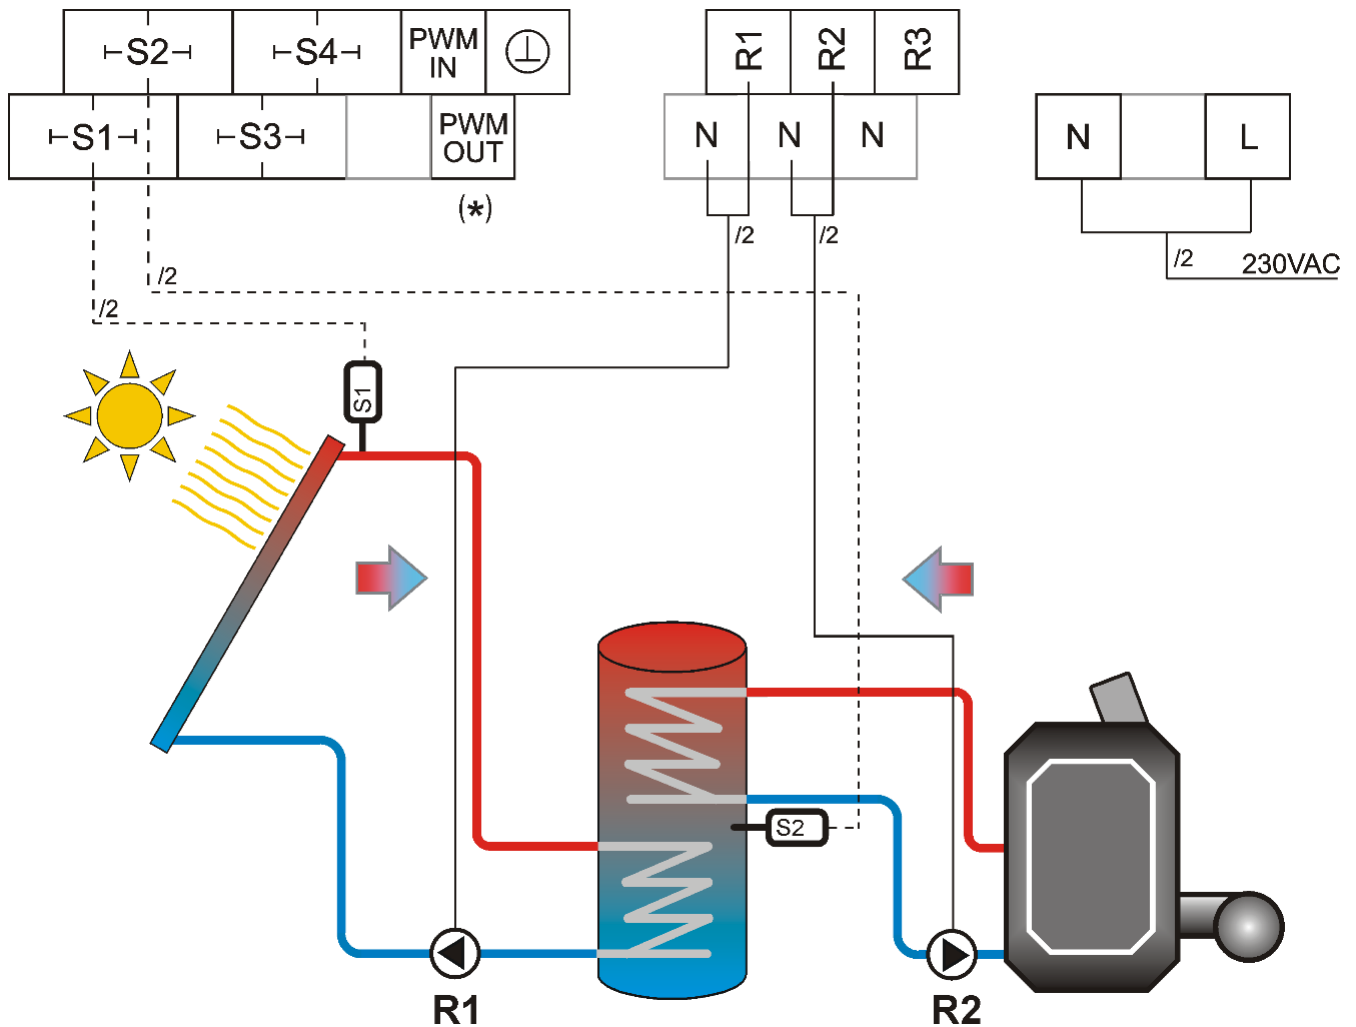 S2 S4 PWM IN
R1 R2 R3
S1 S3 PWM OUT
N N N
N L
(*)
/2 /2
/2 230VAC
/2
/2
S1
S2
R1 R2